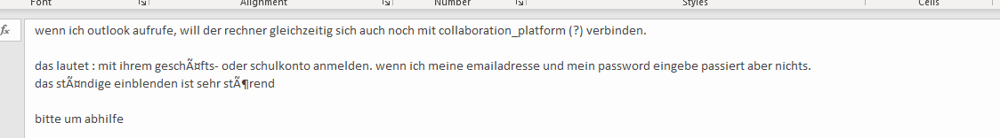 Font Alignment Number Styles Cells
fx wenn ich outlook aufrufe, will der rechner gleichzeitig sich auch noch mit collaboration_platform (?) verbinden.
das lautet : mit ihrem geschÃ¤fts- oder schulkonto anmelden. wenn ich meine emailadresse und mein password eingebe passiert aber nichts.
das stÃ¤ndige einblenden ist sehr stÃ¶rend
bitte um abhilfe